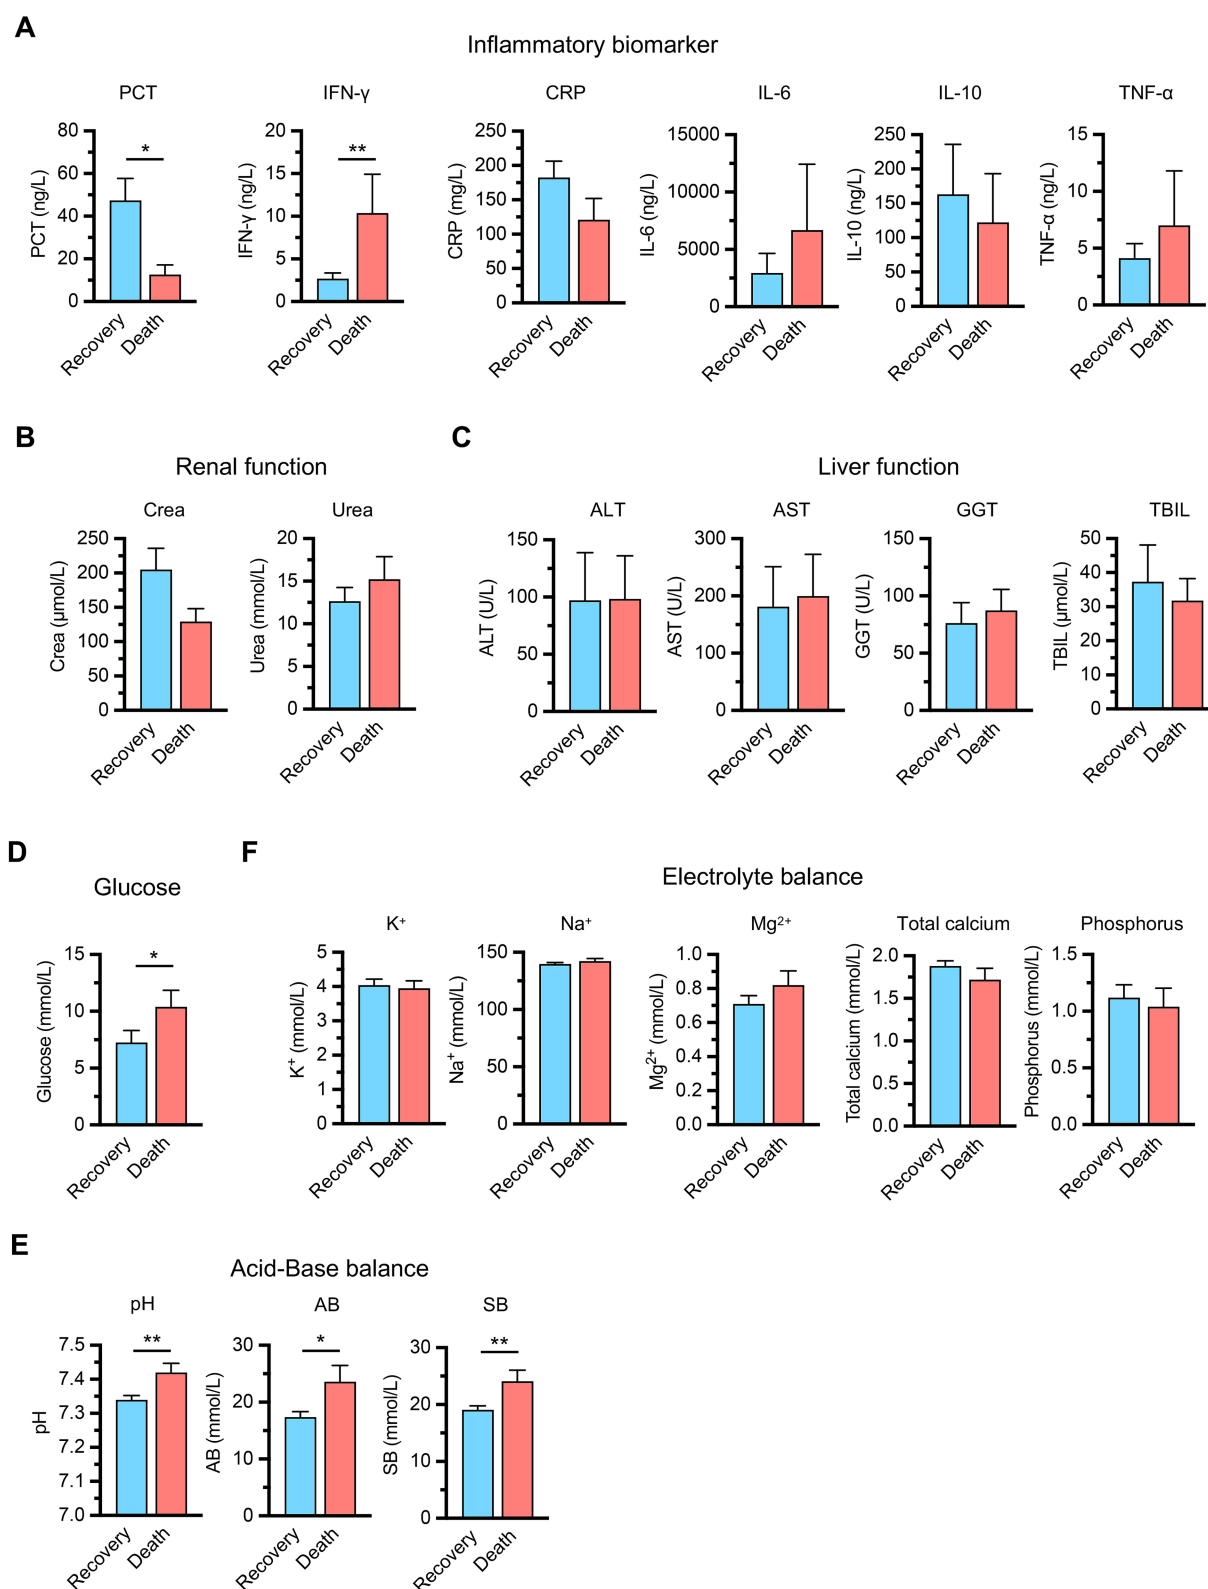 A
Inflammatory biomarker
PCT IFN-γ CRP IL-6 IL-10 TNF-α
PCT (ng/L)
80
60
40
20
0
*
Recovery
Death
IFN-γ (ng/L)
20
15
10
5
0
**
Recovery
Death
CRP (mg/L)
250
200
150
100
50
0
Recovery
Death
IL-6 (ng/L)
15000
10000
5000
0
Recovery
Death
IL-10 (ng/L)
250
200
150
100
50
0
Recovery
Death
TNF-α (ng/L)
15
10
5
0
Recovery
Death
B
Renal function
Crea
Crea (μmol/L)
250
200
150
100
50
0
Recovery
Death
Urea
Urea (mmol/L)
20
15
10
5
0
Recovery
Death
C
Liver function
ALT
ALT (U/L)
150
100
50
0
Recovery
Death
AST
AST (U/L)
300
200
100
0
Recovery
Death
GGT
GGT (U/L)
150
100
50
0
Recovery
Death
TBIL
TBIL (μmol/L)
50
40
30
20
10
0
Recovery
Death
D
Glucose
Glucose (mmol/L)
15
10
5
0
*
Recovery
Death
F
Electrolyte balance
K⁺
K⁺ (mmol/L)
5
4
3
2
1
0
Recovery
Death
Na⁺
Na⁺ (mmol/L)
150
100
50
0
Recovery
Death
Mg²⁺
Mg²⁺ (mmol/L)
1.0
0.8
0.6
0.4
0.2
0.0
Recovery
Death
Total calcium
Total calcium (mmol/L)
2.0
1.5
1.0
0.5
0.0
Recovery
Death
Phosphorus
Phosphorus (mmol/L)
1.5
1.0
0.5
0.0
Recovery
Death
E
Acid-Base balance
pH
pH
7.5
7.4
7.3
7.2
7.1
7.0
**
Recovery
Death
AB
AB (mmol/L)
30
20
10
0
*
Recovery
Death
SB
SB (mmol/L)
30
20
10
0
**
Recovery
Death